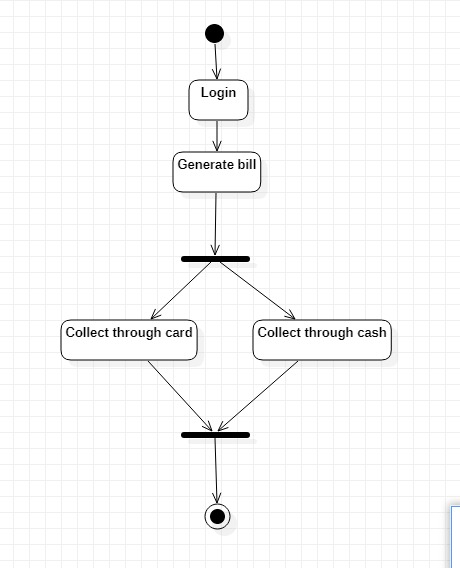 Login
Generate bill
Collect through card
Collect through cash